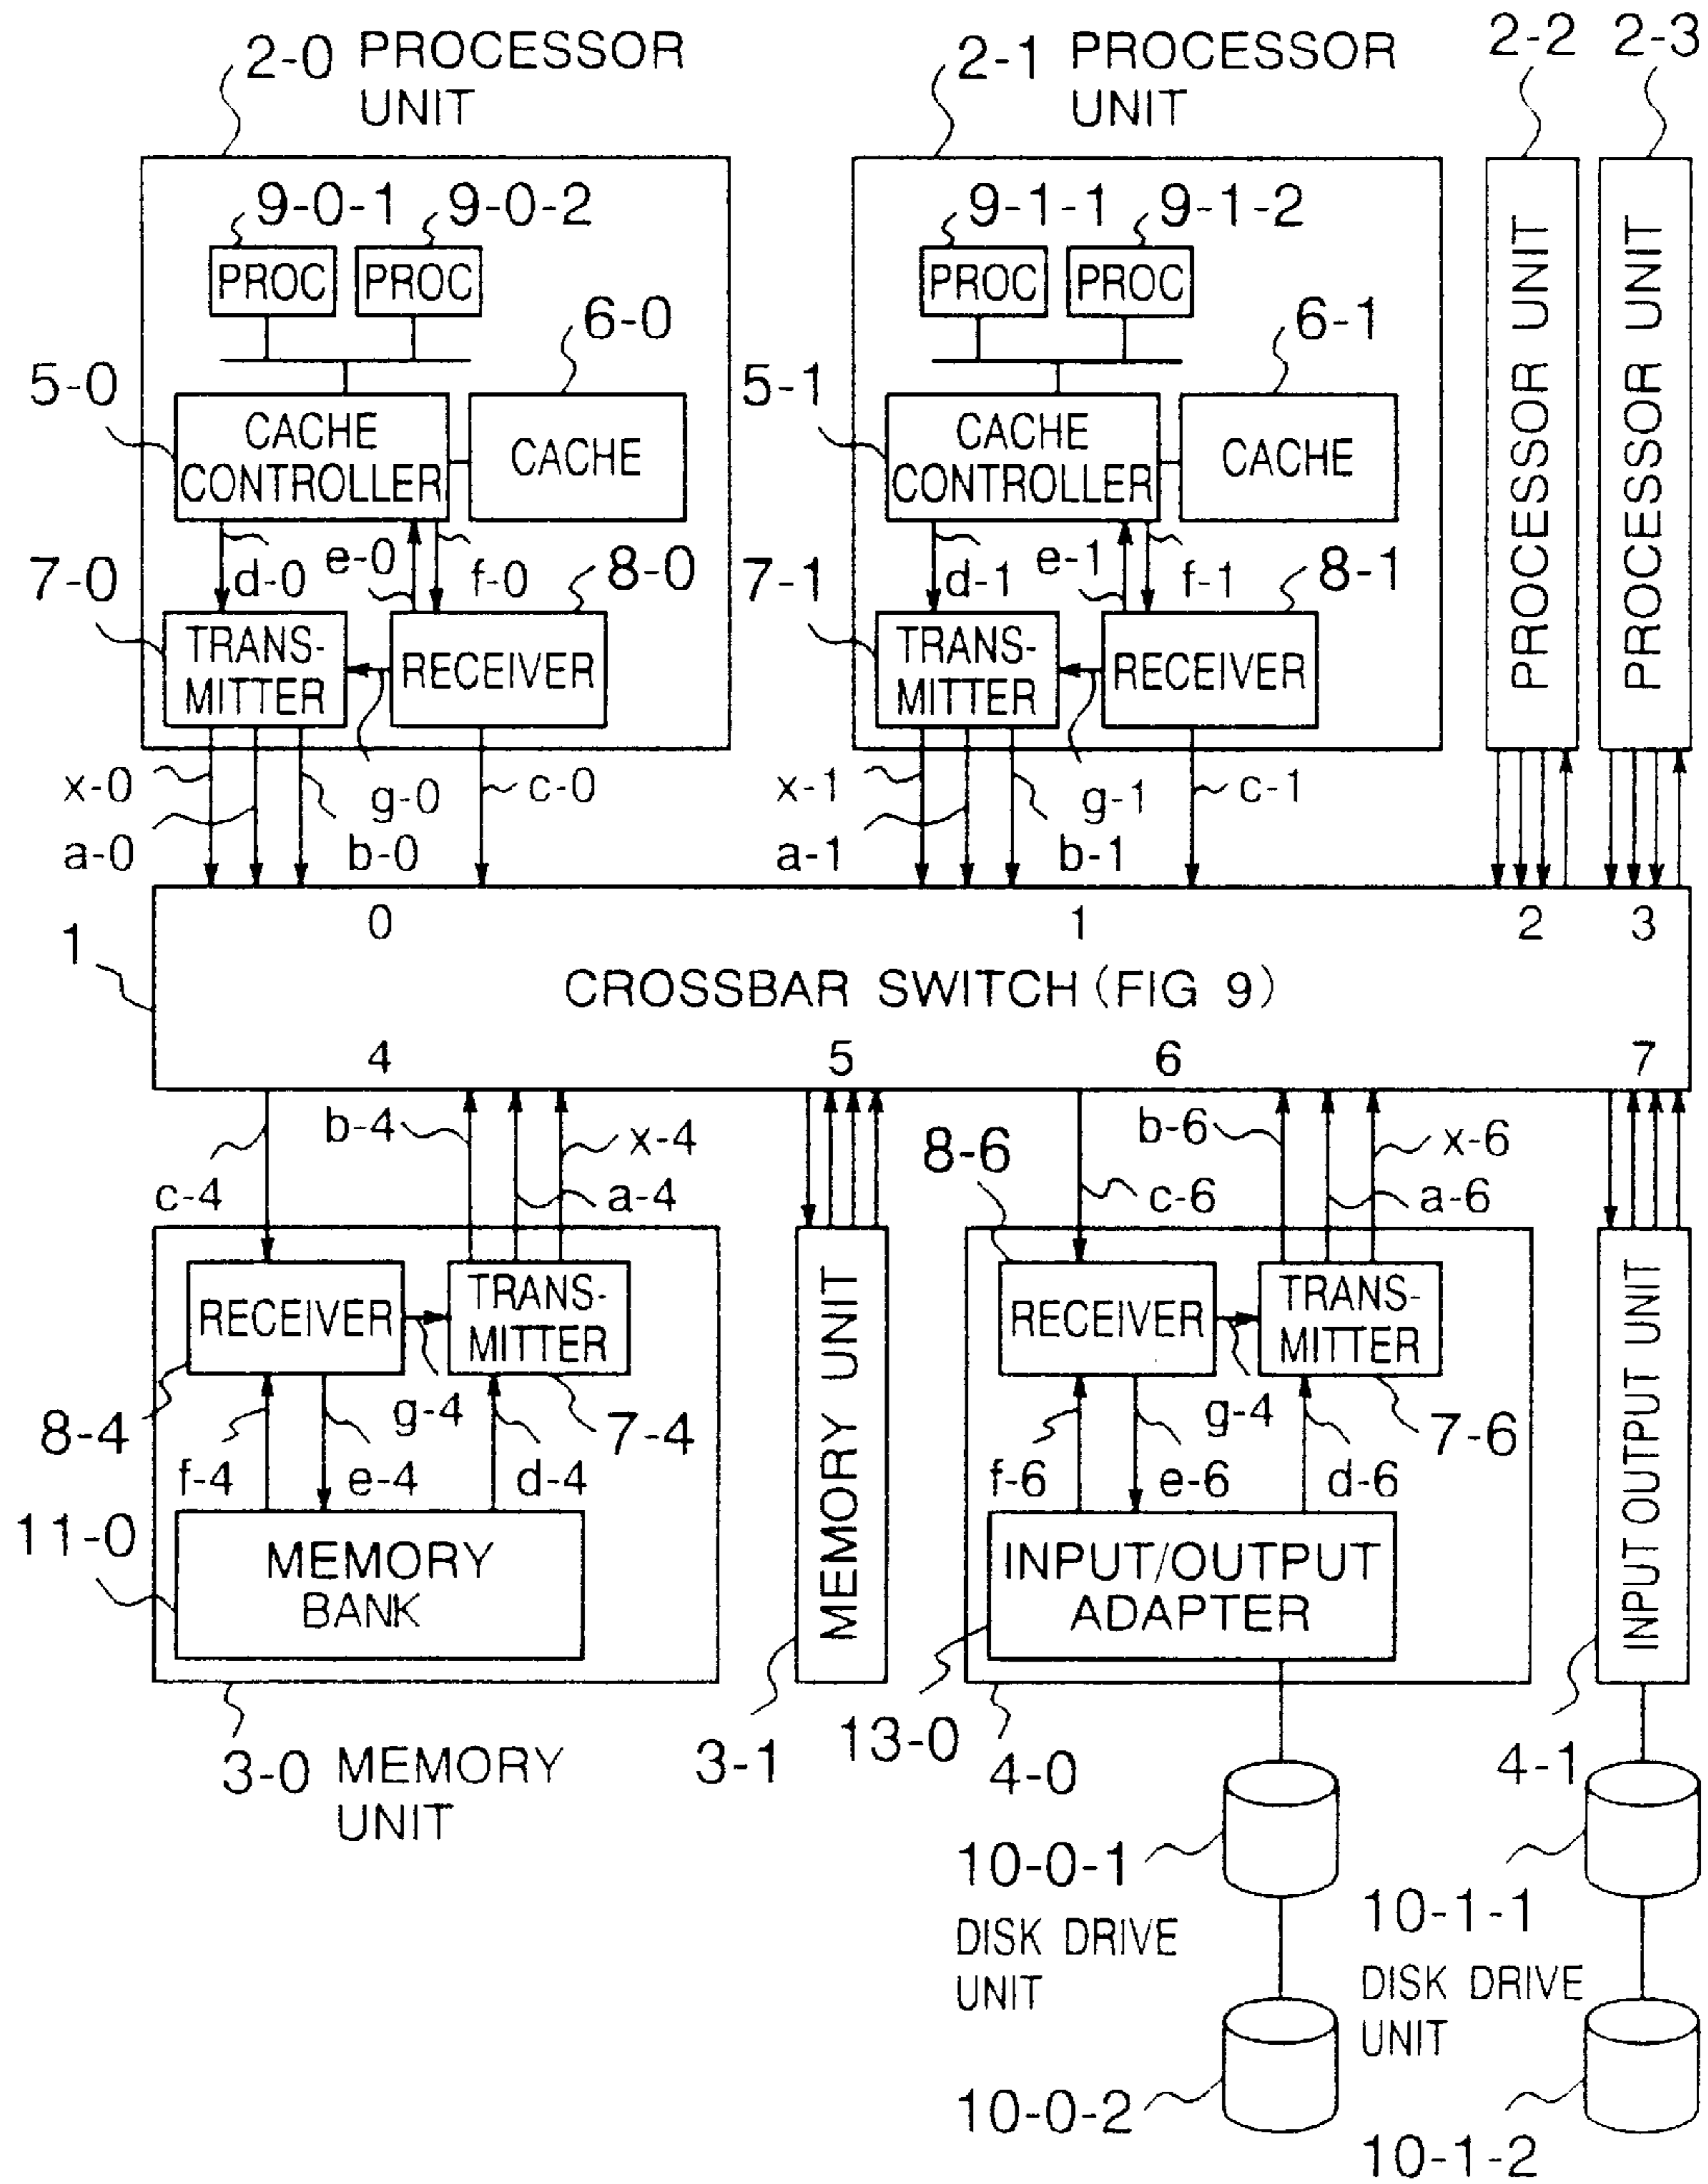 2-0 PROCESSOR UNIT
2-1 PROCESSOR UNIT
2-2
2-3
9-0-1
9-0-2
PROC
PROC
6-0
5-0
CACHE CONTROLLER
CACHE
d-0
e-0
f-0
8-0
7-0
TRANS-
MITTER
RECEIVER
x-0
a-0
g-0
b-0
c-0
9-1-1
9-1-2
PROC
PROC
6-1
5-1
CACHE CONTROLLER
CACHE
d-1
e-1
f-1
8-1
7-1
TRANS-
MITTER
RECEIVER
x-1
a-1
g-1
b-1
c-1
PROCESSOR UNIT
PROCESSOR UNIT
1
0
1
2
3
CROSSBAR SWITCH (FIG 9)
4
5
6
7
b-4
x-4
c-4
a-4
RECEIVER
TRANS-
MITTER
8-4
g-4
7-4
f-4
e-4
d-4
11-0
MEMORY BANK
3-0 MEMORY UNIT
MEMORY UNIT
3-1
8-6
b-6
x-6
c-6
a-6
RECEIVER
TRANS-
MITTER
g-4
7-6
f-6
e-6
d-6
INPUT/OUTPUT ADAPTER
13-0
4-0
INPUT OUTPUT UNIT
4-1
10-0-1
DISK DRIVE UNIT
10-0-2
10-1-1
DISK DRIVE UNIT
10-1-2